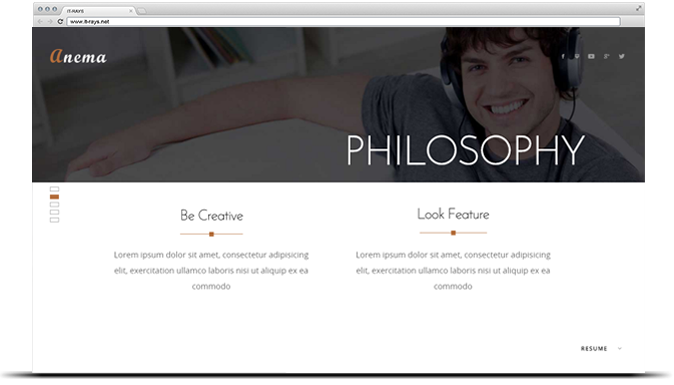 IT-RAYS
www.it-rays.net
Anema
PHILOSOPHY
Be Creative
Look Feature
Lorem ipsum dolor sit amet, consectetur adipisicing
elit, exercitation ullamco laboris nisi ut aliquip ex ea
commodo
Lorem ipsum dolor sit amet, consectetur adipisicing
elit, exercitation ullamco laboris nisi ut aliquip ex ea
commodo
RESUME